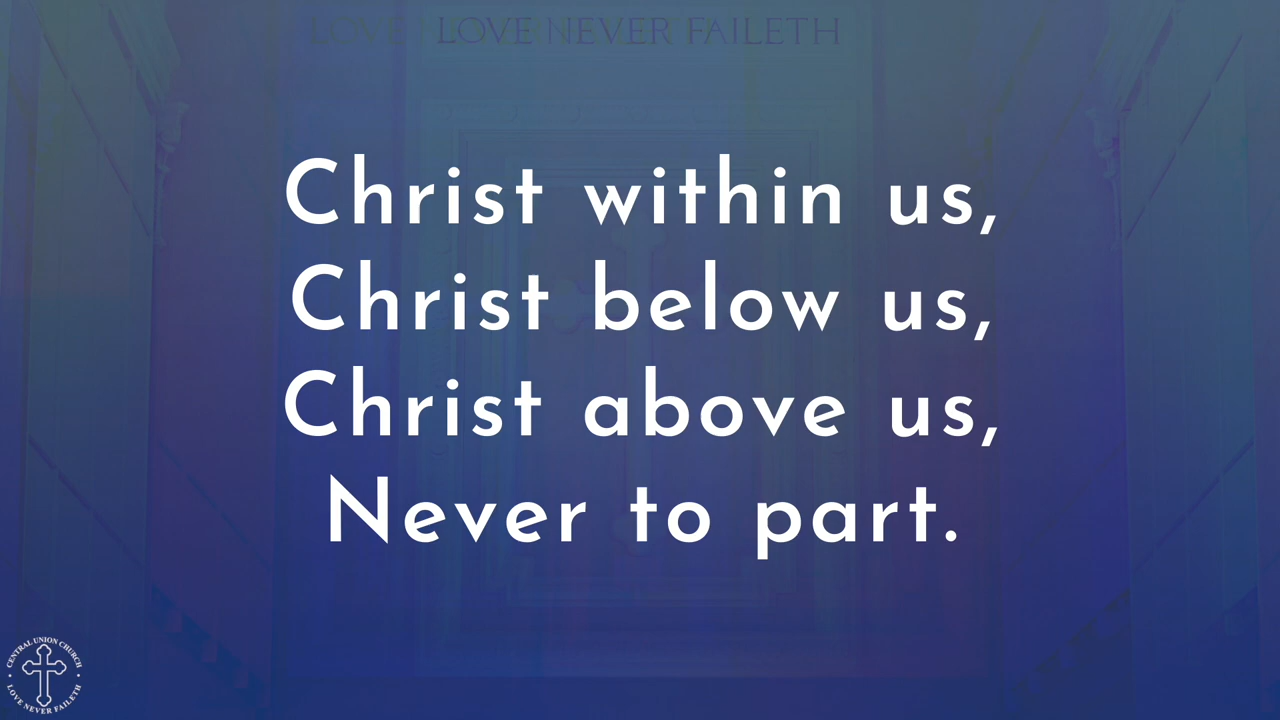 LOVE NEVER FAILETH
Christ within us,
Christ below us,
Christ above us,
Never to part.
CENTRAL UNION CHURCH
LOVE NEVER FAILETH